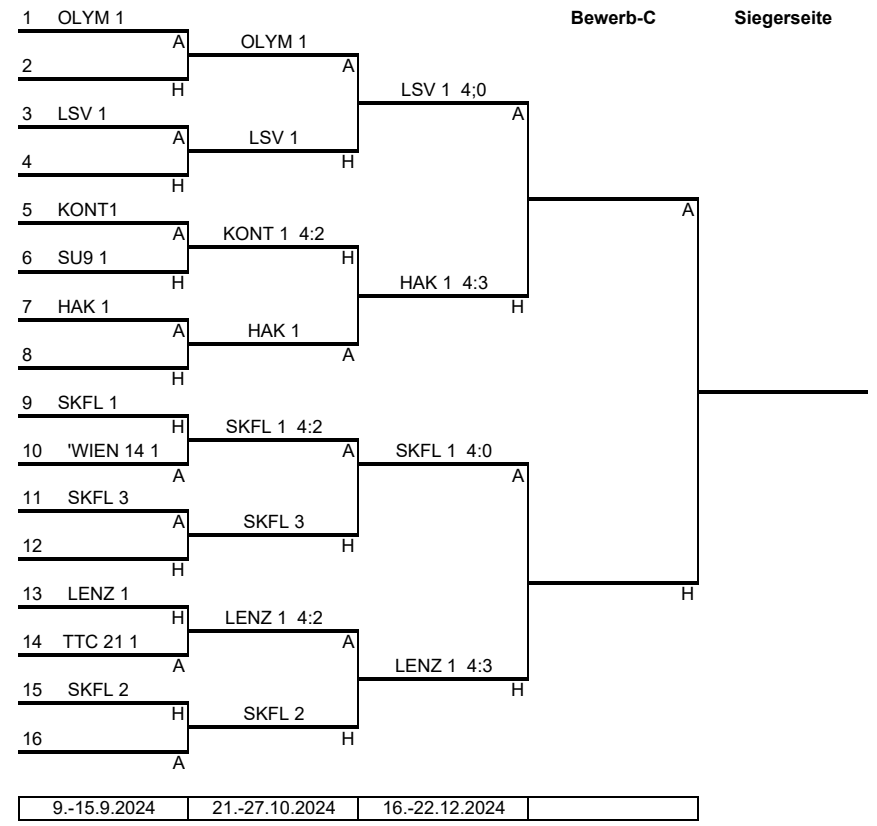 1 OLYM 1 Bewerb-C Siegerseite
A OLYM 1
2 A
H LSV 1 4;0
3 LSV 1 A
A LSV 1
4 H
H
5 KONT1 A
A KONT 1 4:2
6 SU9 1 H
H HAK 1 4:3
7 HAK 1 H
A HAK 1
8 A
H
9 SKFL 1
H SKFL 1 4:2
10 'WIEN 14 1 A SKFL 1 4:0
A A
11 SKFL 3
A SKFL 3
12 H
H
13 LENZ 1 H
H LENZ 1 4:2
14 TTC 21 1 A
A LENZ 1 4:3
15 SKFL 2 H
H SKFL 2
16 H
A
9.-15.9.2024 21.-27.10.2024 16.-22.12.2024